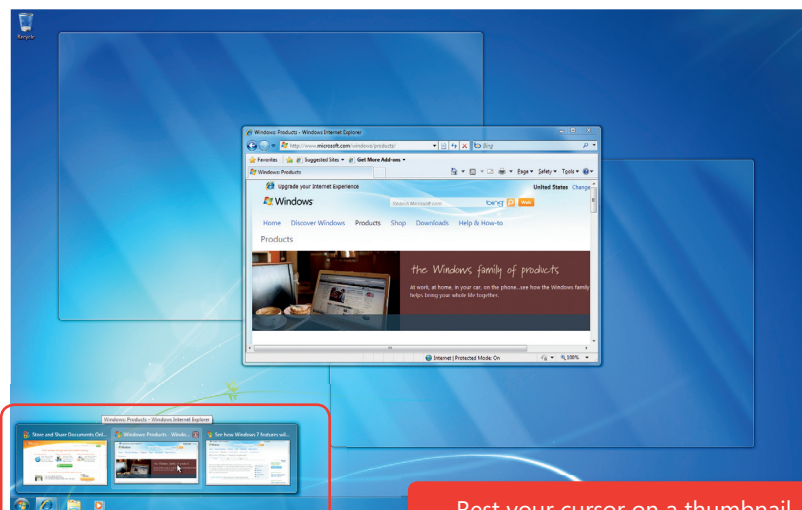 Recycle
Windows: Products - Windows Internet Explorer
http://www.microsoft.com/windows/products/
Bing
Favorites
Suggested Sites
Get More Add-ons
Windows: Products
Page
Safety
Tools
Upgrade your Internet Experience
United States
Change
Windows
Search Microsoft.com
bing
Web
Home
Discover Windows
Products
Shop
Downloads
Help & How-to
Products
the Windows family of products
At work, at home, in your car, on the phone...see how the Windows family
helps bring your whole life together.
Internet | Protected Mode: On
100%
Windows: Products - Windows Internet Explorer
Store and Share Documents Onl...
Windows: Products - Windo...
See how Windows 7 features wil...
Rest your cursor on a thumbnail